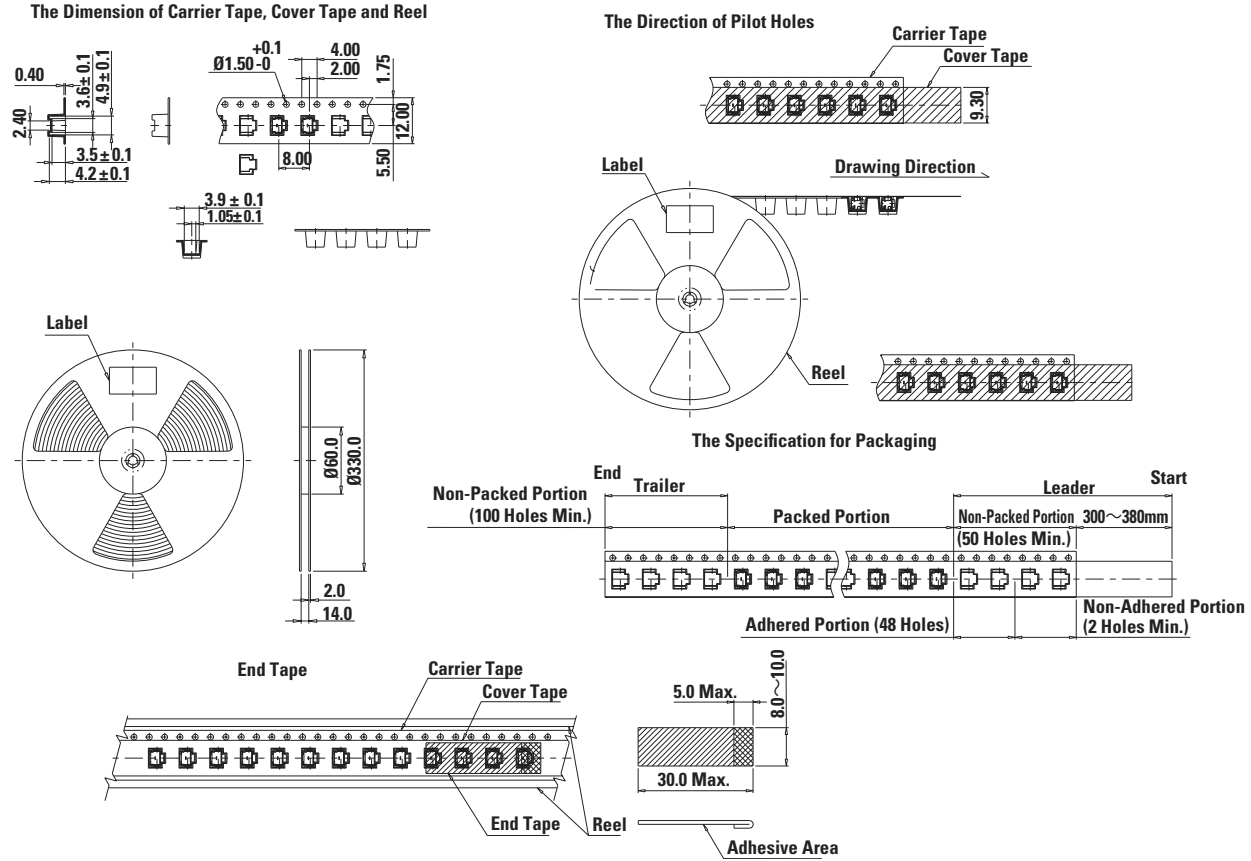 The Dimension of Carrier Tape, Cover Tape and Reel
+0.1
Ø1.50-0
4.00
2.00
1.75
0.40
3.6±0.1
4.9±0.1
2.40
3.5±0.1
4.2±0.1
8.00
12.00
5.50
3.9 ± 0.1
1.05±0.1
The Direction of Pilot Holes
Carrier Tape
Cover Tape
9.30
Label
Drawing Direction
Reel
Label
Ø60.0
Ø330.0
2.0
14.0
The Specification for Packaging
End
Start
Trailer
Leader
Non-Packed Portion
(100 Holes Min.)
Packed Portion
Non-Packed Portion
(50 Holes Min.)
300～380mm
Adhered Portion (48 Holes)
Non-Adhered Portion
(2 Holes Min.)
End Tape
Carrier Tape
Cover Tape
End Tape
Reel
5.0 Max.
8.0～10.0
30.0 Max.
Adhesive Area